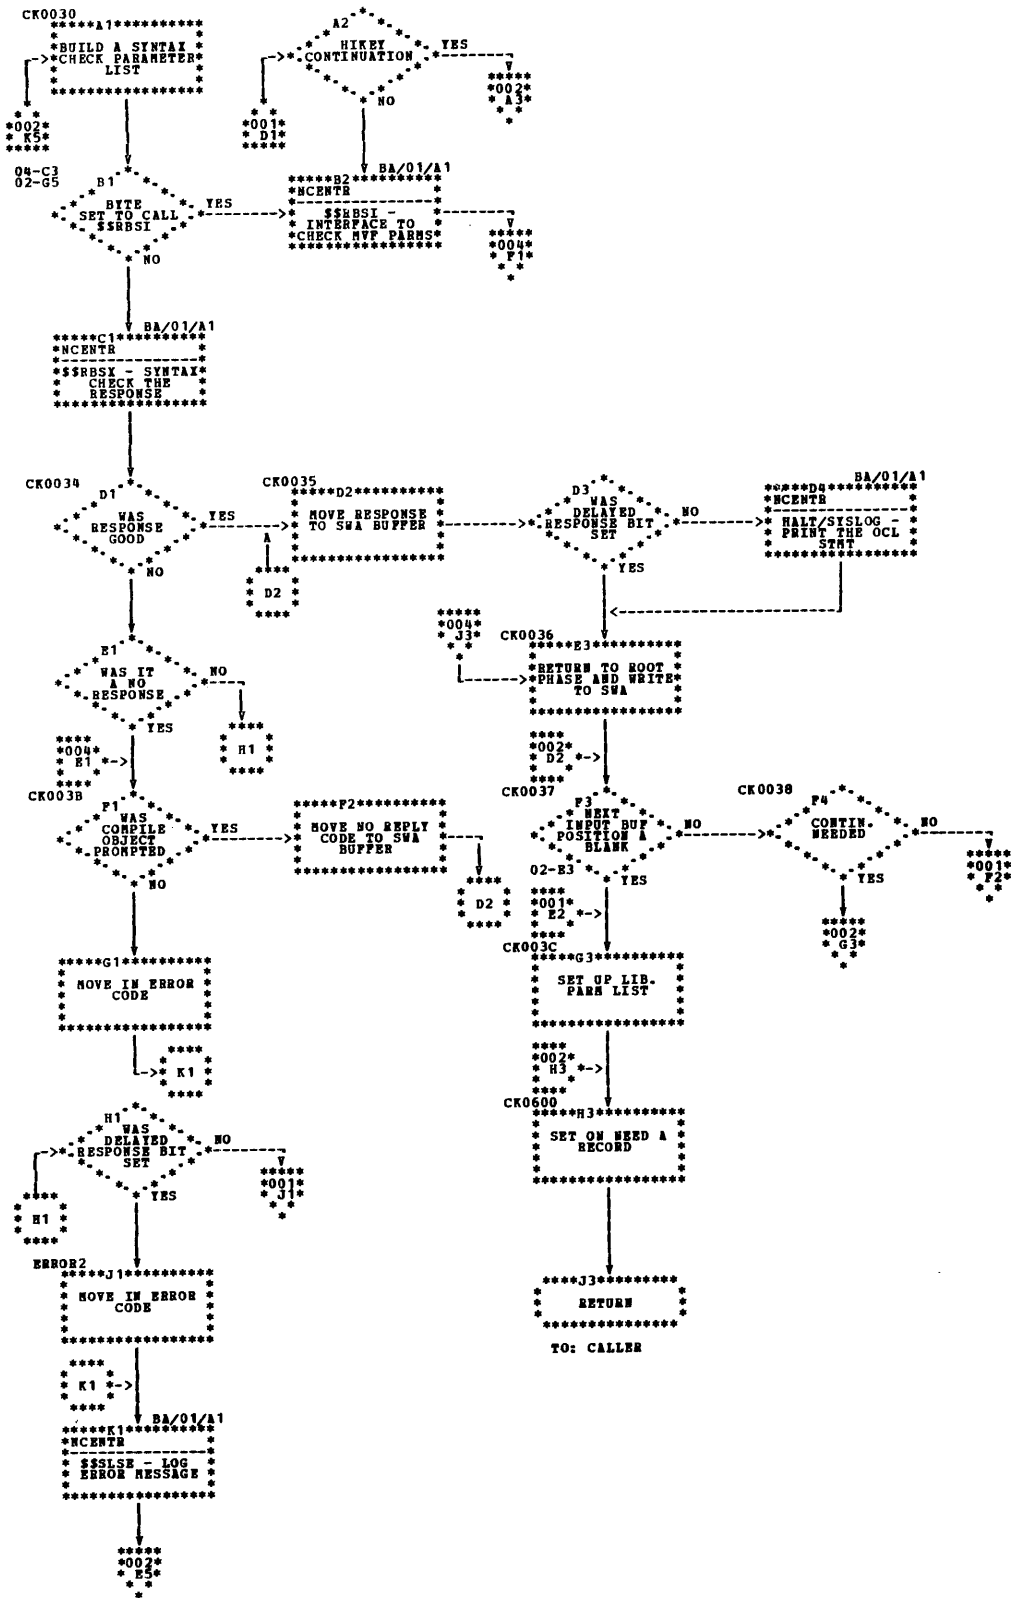 CK0030
A1
BUILD A SYNTAX
CHECK PARAMETER
LIST
002
K5
A2
HIKEY
CONTINUATION
YES
002
A3
NO
001
D1
04-C3
02-G5
B1
BYTE
SET TO CALL
$$RBSI
YES
NO
BA/01/A1
B2
NCENTR
$$RBSI -
INTERFACE TO
CHECK MVF PARMS
004
F1
BA/01/A1
C1
NCENTR
$$RBSX - SYNTAX
CHECK THE
RESPONSE
CK0034
D1
WAS
RESPONSE
GOOD
YES
NO
CK0035
D2
MOVE RESPONSE
TO SWA BUFFER
D2
D3
WAS
DELAYED
RESPONSE BIT
SET
NO
YES
BA/01/A1
D4
NCENTR
HALT/SYSLOG -
PRINT THE OCL
STMT
E1
WAS IT
A NO
RESPONSE
NO
YES
H1
004
J3
CK0036
E3
RETURN TO ROOT
PHASE AND WRITE
TO SWA
004
E1
002
D2
CK003B
F1
WAS
COMPILE
OBJECT
PROMPTED
YES
NO
F2
MOVE NO REPLY
CODE TO SWA
BUFFER
D2
CK0037
F3
NEXT
INPUT BUF
POSITION A
BLANK
NO
02-E3
YES
CK0038
F4
CONTIN.
NEEDED
NO
YES
001
F2
002
G3
001
E2
G1
MOVE IN ERROR
CODE
K1
CK003C
G3
SET UP LIB.
PARM LIST
002
H3
CK0600
H3
SET ON NEED A
RECORD
H1
WAS
DELAYED
RESPONSE BIT
SET
NO
YES
001
J1
H1
ERROR2
J1
MOVE IN ERROR
CODE
J3
RETURN
TO: CALLER
K1
BA/01/A1
K1
NCENTR
$$SLSE - LOG
ERROR MESSAGE
002
E5